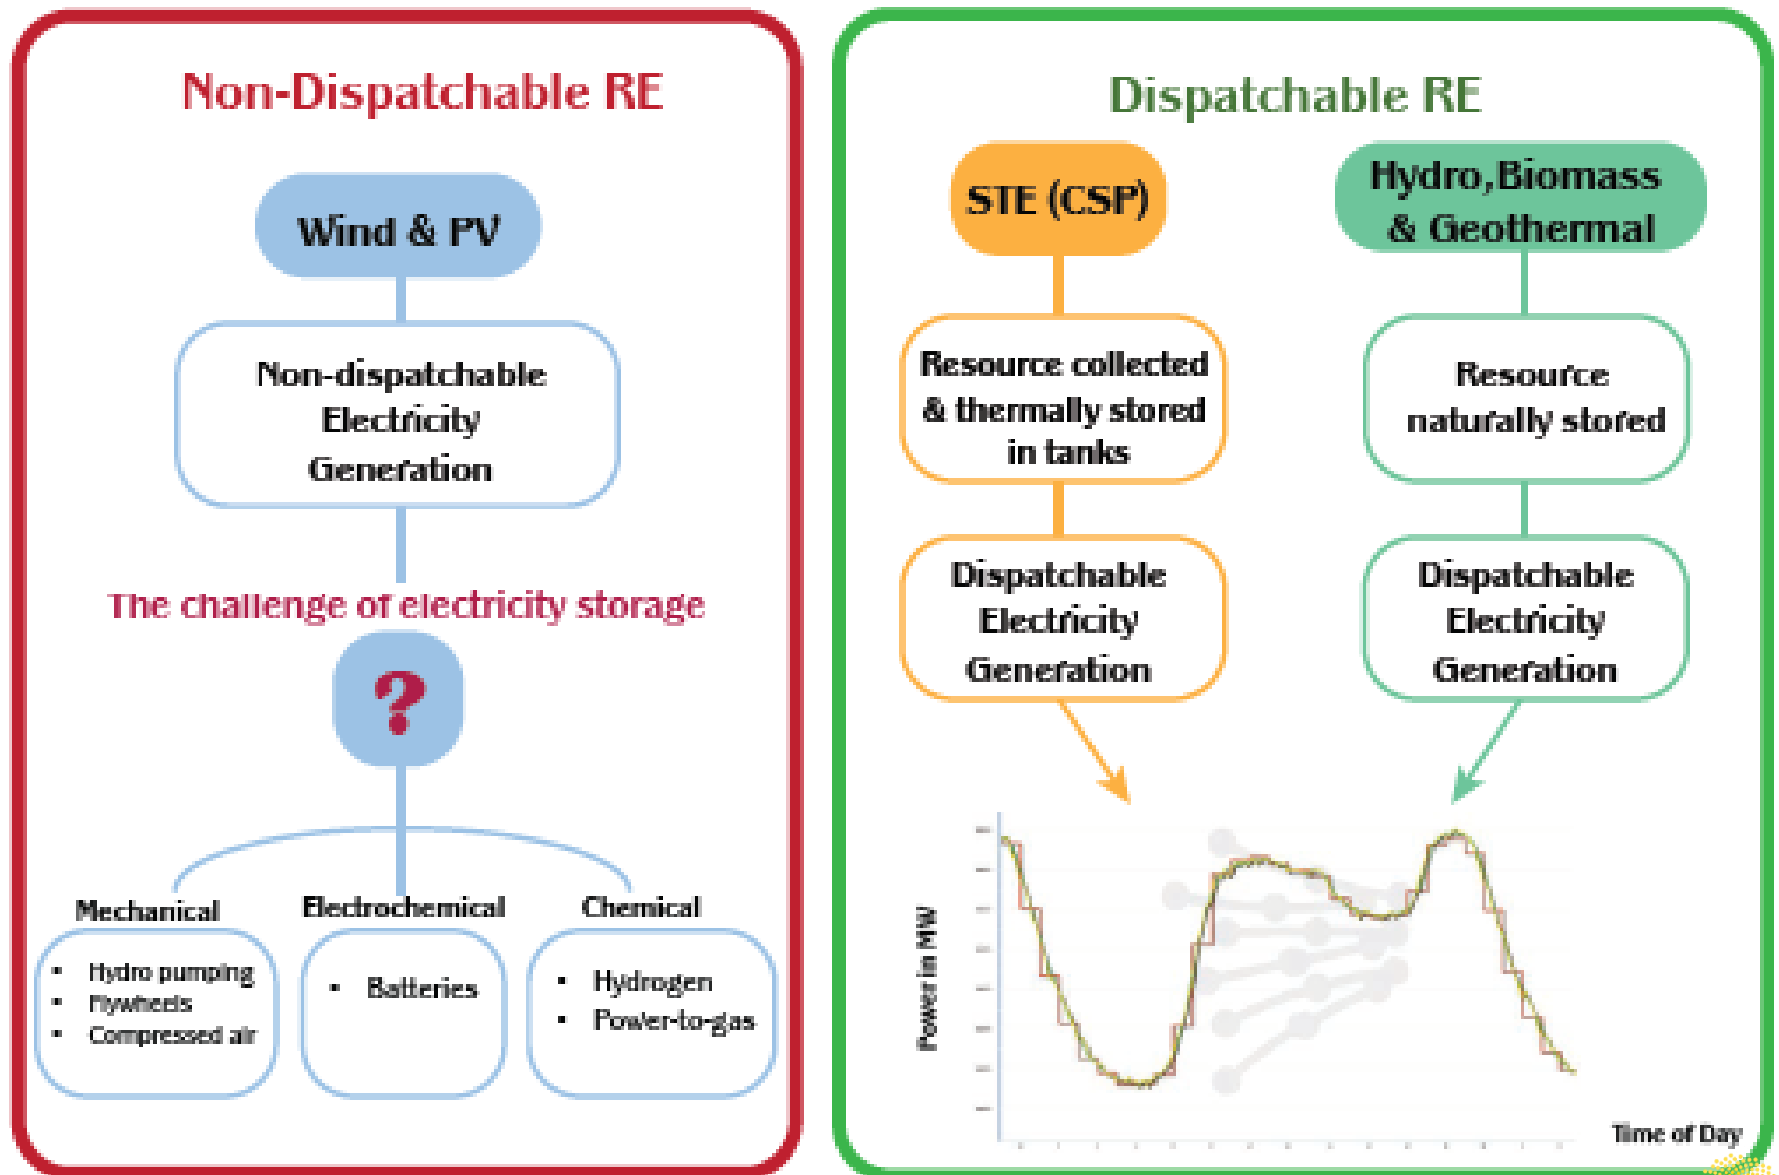 Non-Dispatchable RE
Wind & PV
Non-dispatchable
Electricity
Generation
The challenge of electricity storage
?
Mechanical
▪ Hydro pumping
▪ Flywheels
▪ Compressed air
Electrochemical
▪ Batteries
Chemical
▪ Hydrogen
▪ Power-to-gas
Dispatchable RE
STE (CSP)
Resource collected
& thermally stored
in tanks
Dispatchable
Electricity
Generation
Hydro, Biomass
& Geothermal
Resource
naturally stored
Dispatchable
Electricity
Generation
Power in MW
Time of Day